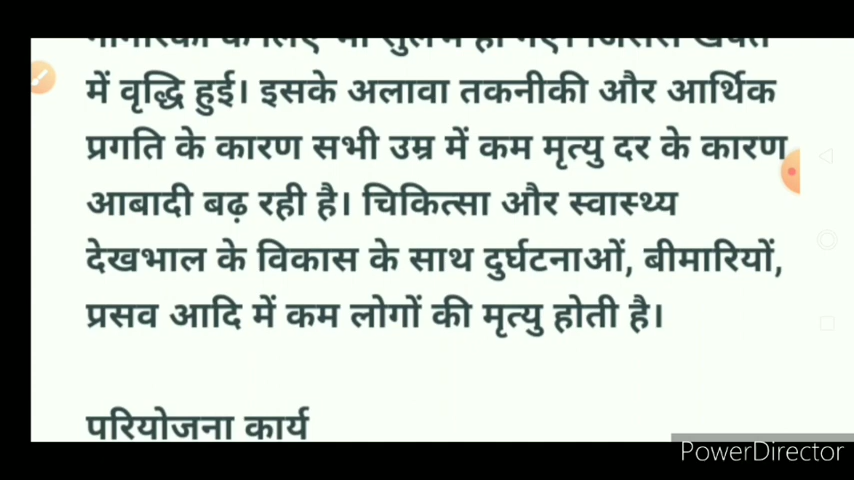 में वृद्धि हुई। इसके अलावा तकनीकी और आर्थिक
प्रगति के कारण सभी उम्र में कम मृत्यु दर के कारण
आबादी बढ़ रही है। चिकित्सा और स्वास्थ्य
देखभाल के विकास के साथ दुर्घटनाओं, बीमारियों,
प्रसव आदि में कम लोगों की मृत्यु होती है।
परियोजना कार्य
PowerDirector